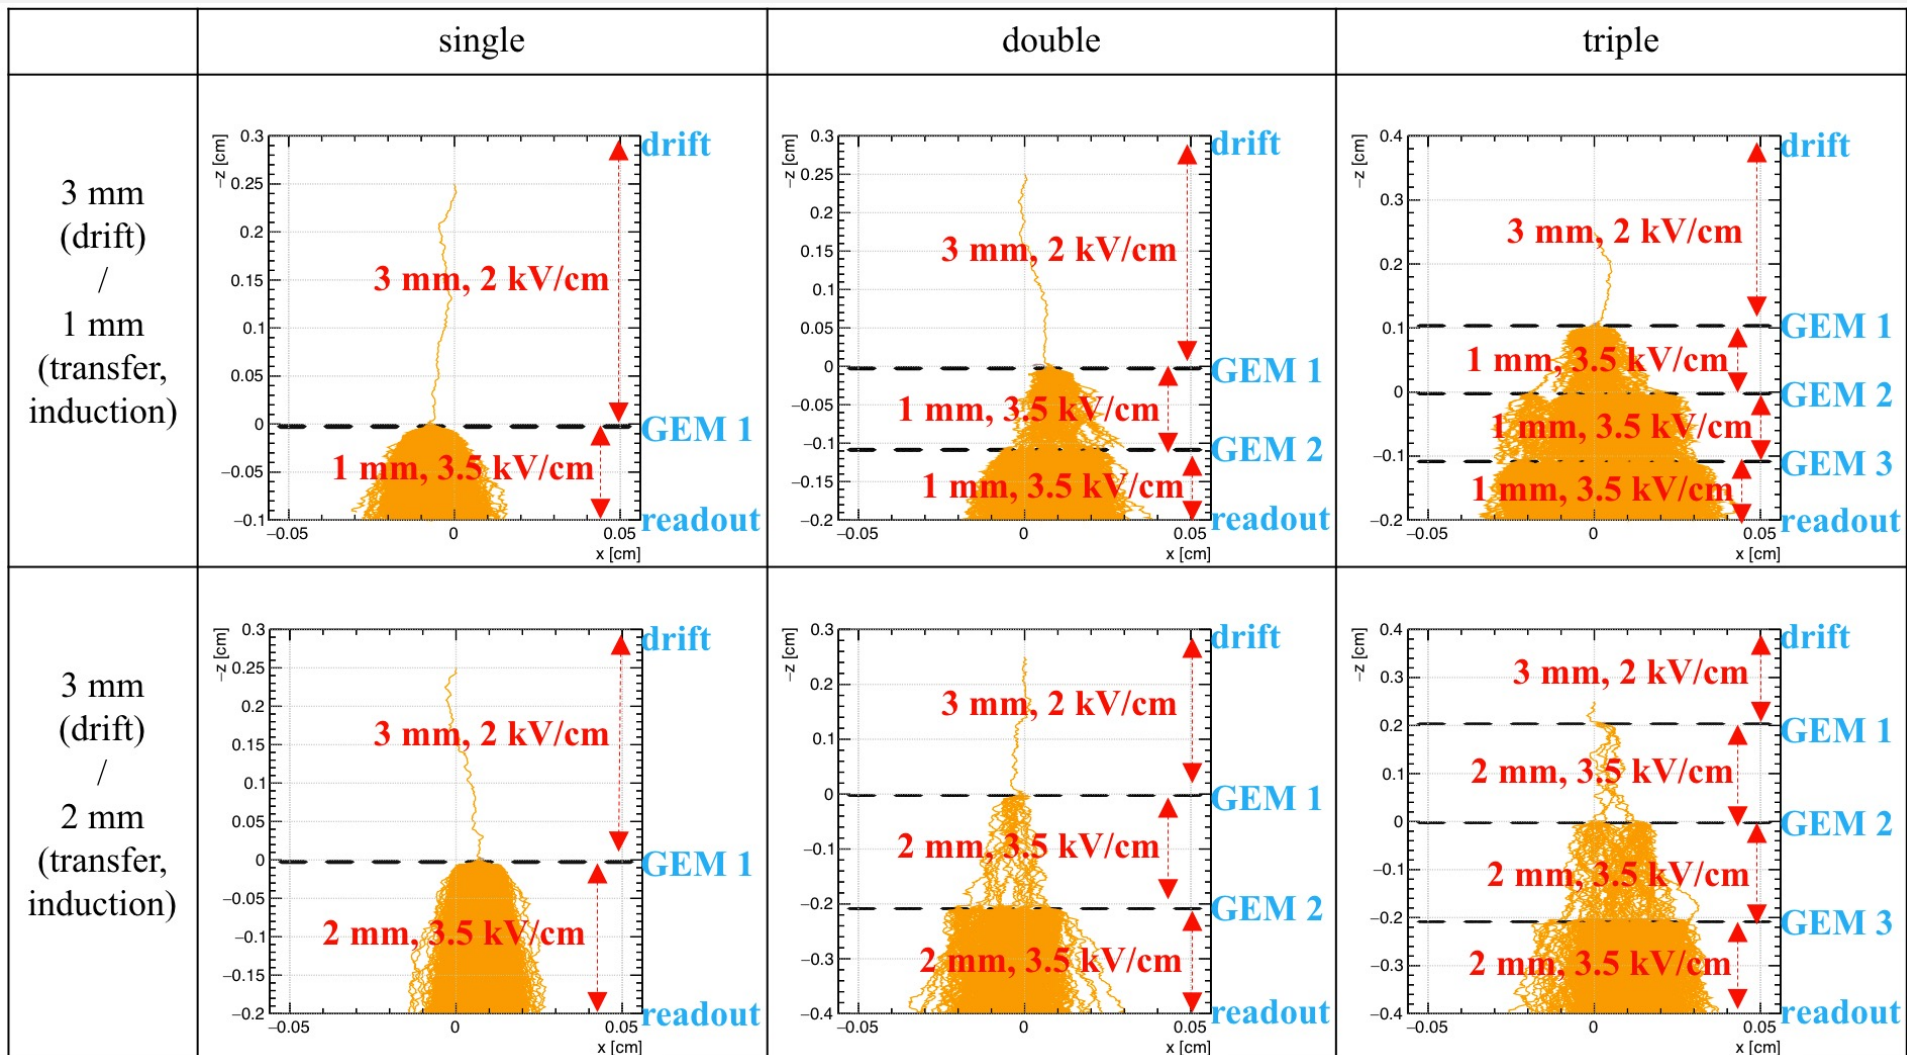 single
double
triple
3 mm
(drift)
/
1 mm
(transfer,
induction)
−z [cm]
0.3
0.25
0.2
0.15
0.1
0.05
0
−0.05
−0.1
−0.05
0
0.05
x [cm]
drift
3 mm, 2 kV/cm
GEM 1
1 mm, 3.5 kV/cm
readout
−z [cm]
0.3
0.25
0.2
0.15
0.1
0.05
0
−0.05
−0.1
−0.15
−0.2
−0.05
0
0.05
x [cm]
drift
3 mm, 2 kV/cm
GEM 1
1 mm, 3.5 kV/cm
GEM 2
1 mm, 3.5 kV/cm
readout
−z [cm]
0.4
0.3
0.2
0.1
0
−0.1
−0.2
−0.05
0
0.05
x [cm]
drift
3 mm, 2 kV/cm
GEM 1
1 mm, 3.5 kV/cm
GEM 2
1 mm, 3.5 kV/cm
GEM 3
1 mm, 3.5 kV/cm
readout
3 mm
(drift)
/
2 mm
(transfer,
induction)
−z [cm]
0.3
0.25
0.2
0.15
0.1
0.05
0
−0.05
−0.1
−0.15
−0.2
−0.05
0
0.05
x [cm]
drift
3 mm, 2 kV/cm
GEM 1
2 mm, 3.5 kV/cm
readout
−z [cm]
0.3
0.2
0.1
0
−0.1
−0.2
−0.3
−0.4
−0.05
0
0.05
x [cm]
drift
3 mm, 2 kV/cm
GEM 1
2 mm, 3.5 kV/cm
GEM 2
2 mm, 3.5 kV/cm
readout
−z [cm]
0.4
0.3
0.2
0.1
0
−0.1
−0.2
−0.3
−0.4
−0.05
0
0.05
x [cm]
drift
3 mm, 2 kV/cm
GEM 1
2 mm, 3.5 kV/cm
GEM 2
2 mm, 3.5 kV/cm
GEM 3
2 mm, 3.5 kV/cm
readout